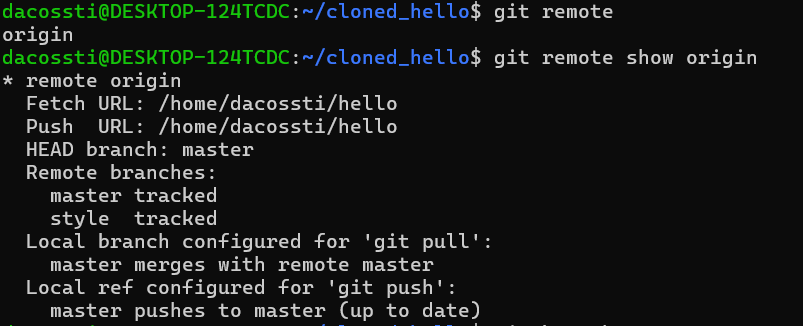 dacossti@DESKTOP-124TCDC:~/cloned_hello$ git remote
origin
dacossti@DESKTOP-124TCDC:~/cloned_hello$ git remote show origin
* remote origin
  Fetch URL: /home/dacossti/hello
  Push  URL: /home/dacossti/hello
  HEAD branch: master
  Remote branches:
    master tracked
    style  tracked
  Local branch configured for 'git pull':
    master merges with remote master
  Local ref configured for 'git push':
    master pushes to master (up to date)